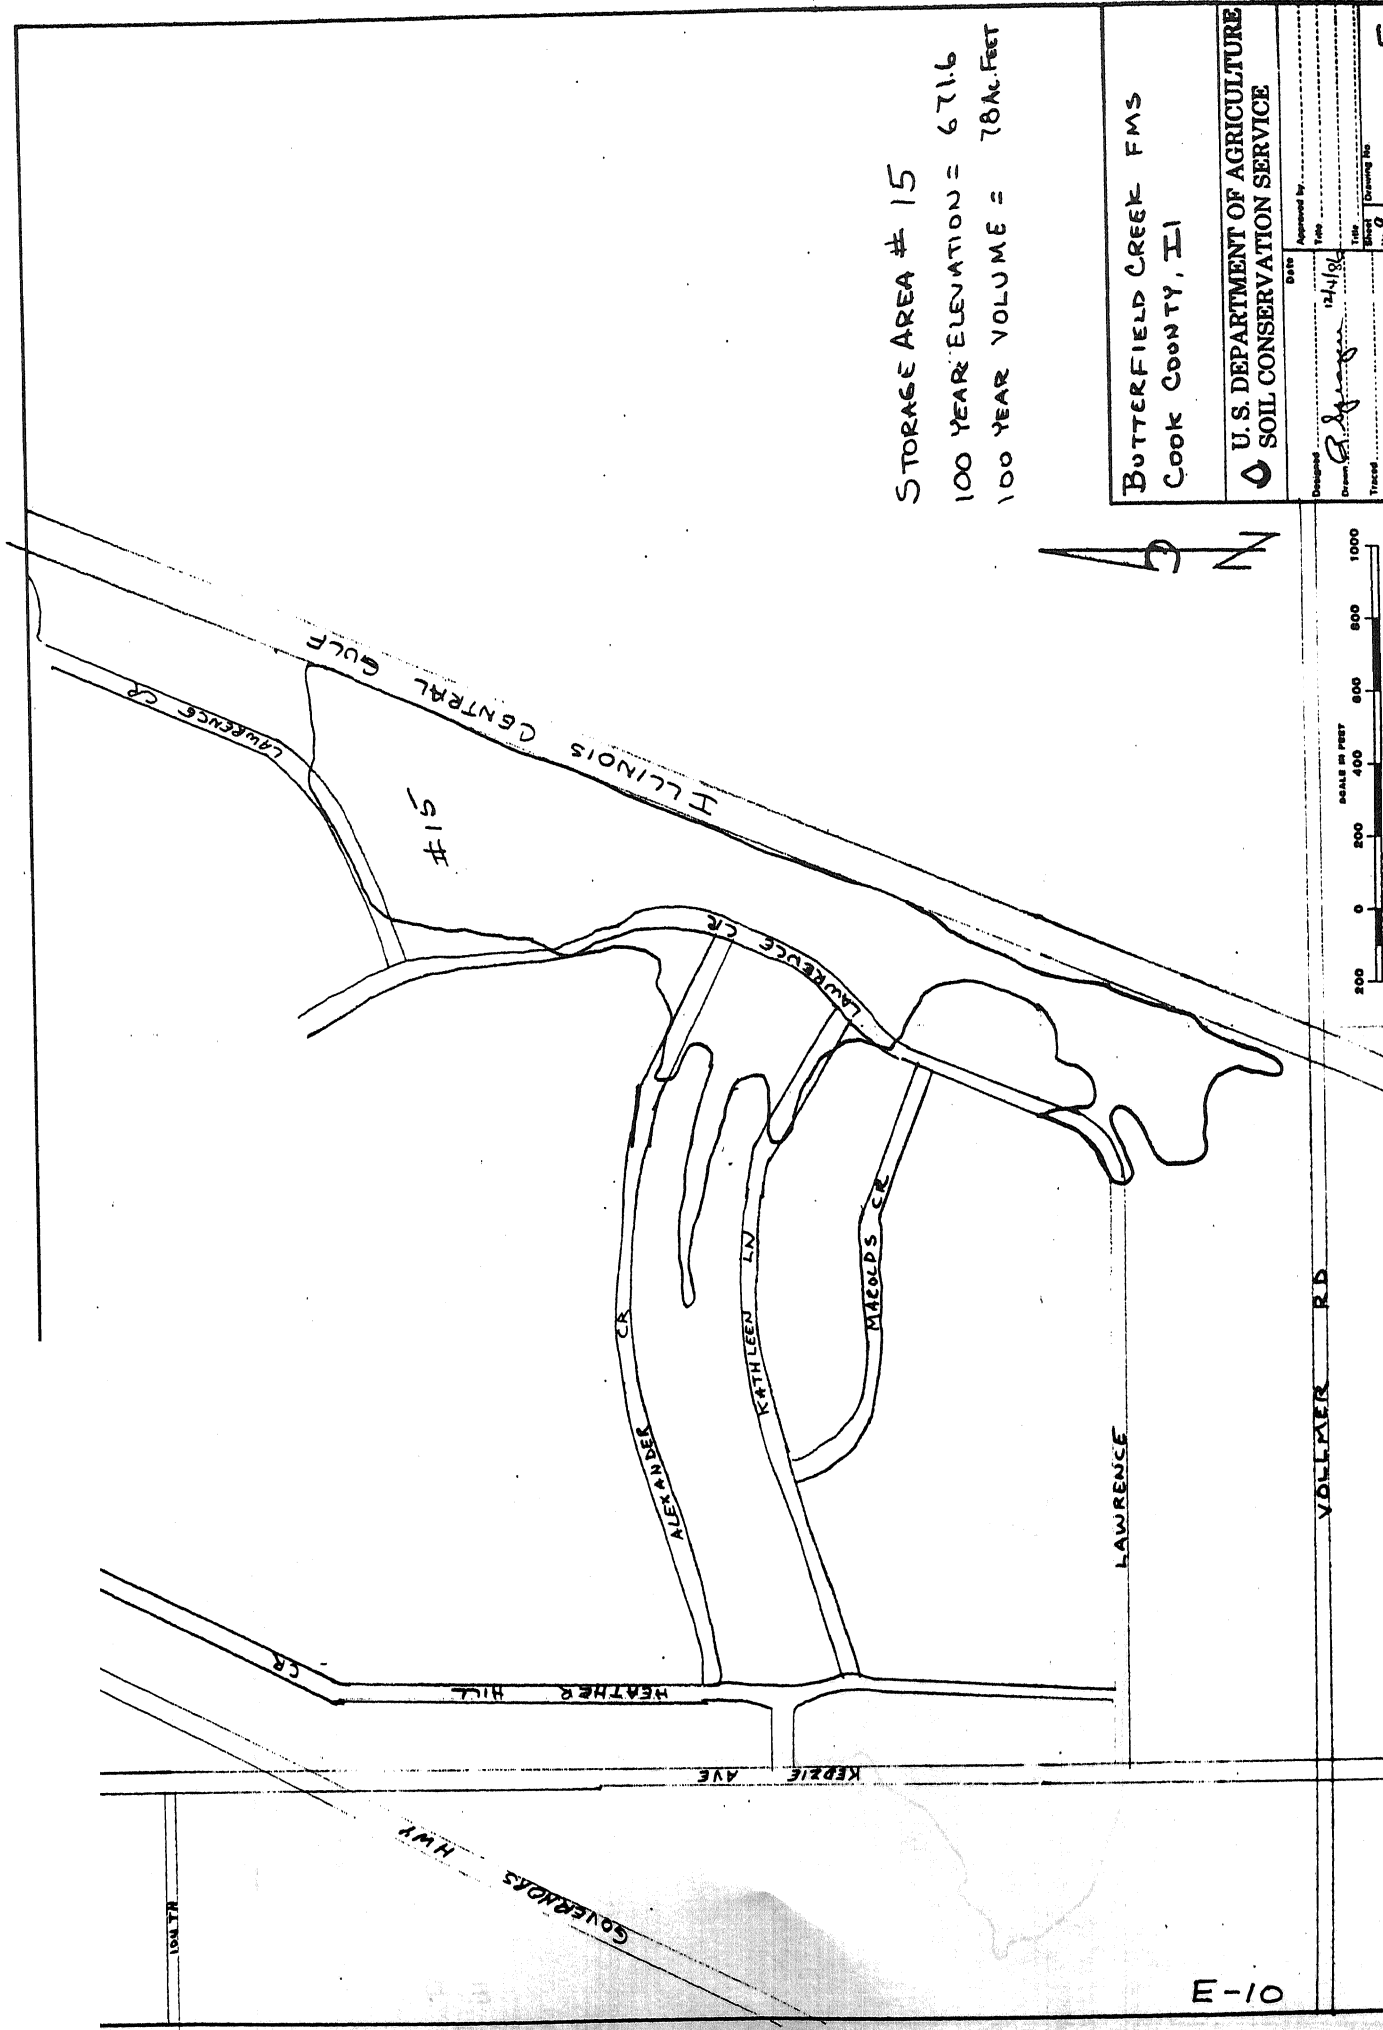 STORAGE AREA # 15
100 YEAR ELEVATION = 671.6
100 YEAR VOLUME = 78 Ac. FEET
BUTTERFIELD CREEK FMS
COOK COUNTY, Il
U.S. DEPARTMENT OF AGRICULTURE
SOIL CONSERVATION SERVICE
Date
Approved by
Designed
Title
Drawn
12/4/86
Title
Traced
Sheet
Drawing No.
9
SCALE IN FEET
200 0 200 400 600 800 1000
N
ILLINOIS CENTRAL GULF
LAWRENCE CR
#15
LAWRENCE CR
ALEXANDER CR
KATHLEEN LN
MAROLDS CR
LAWRENCE
VOLLMER RD
HEATHER HILL CR
KEDZIE AVE
GOVERNORS HWY
E-10